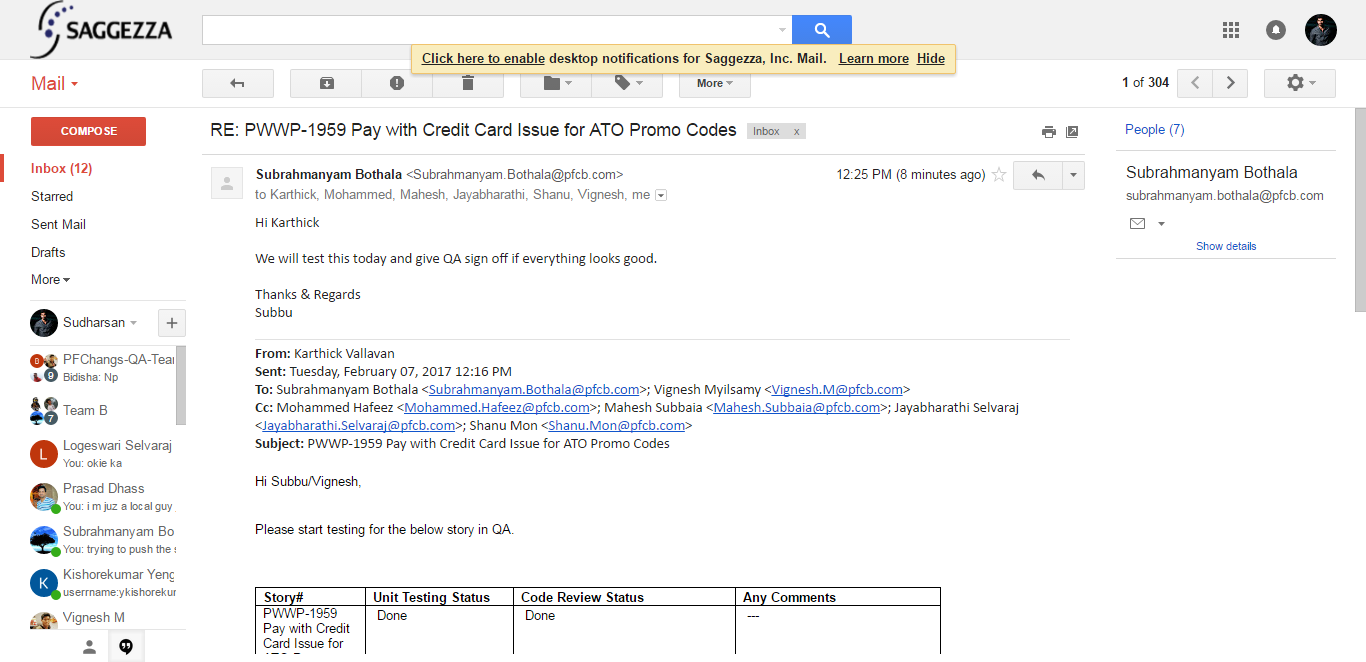 SAGGEZZA
Click here to enable desktop notifications for Saggezza, Inc. Mail. Learn more Hide
Mail
More
1 of 304
COMPOSE
Inbox (12)
Starred
Sent Mail
Drafts
More
Sudharsan
PFChangs-QA-Tear
9
Bidisha: Np
Team B
7
L
Logeswari Selvaraj
You: okie ka
Prasad Dhass
You: i m juz a local guy
Subrahmanyam Bo
You: trying to push the s
K
Kishorekumar Yeng
userrname:ykishorekur
Vignesh M
RE: PWWP-1959 Pay with Credit Card Issue for ATO Promo Codes Inbox x
Subrahmanyam Bothala <Subrahmanyam.Bothala@pfcb.com> 12:25 PM (8 minutes ago)
to Karthick, Mohammed, Mahesh, Jayabharathi, Shanu, Vignesh, me
Hi Karthick
We will test this today and give QA sign off if everything looks good.
Thanks & Regards
Subbu
From: Karthick Vallavan
Sent: Tuesday, February 07, 2017 12:16 PM
To: Subrahmanyam Bothala <Subrahmanyam.Bothala@pfcb.com>; Vignesh Myilsamy <Vignesh.M@pfcb.com>
Cc: Mohammed Hafeez <Mohammed.Hafeez@pfcb.com>; Mahesh Subbaia <Mahesh.Subbaia@pfcb.com>; Jayabharathi Selvaraj
<Jayabharathi.Selvaraj@pfcb.com>; Shanu Mon <Shanu.Mon@pfcb.com>
Subject: PWWP-1959 Pay with Credit Card Issue for ATO Promo Codes
Hi Subbu/Vignesh,
Please start testing for the below story in QA.
Story# Unit Testing Status Code Review Status Any Comments
PWWP-1959 Done Done ---
Pay with Credit
Card Issue for
People (7)
Subrahmanyam Bothala
subrahmanyam.bothala@pfcb.com
Show details